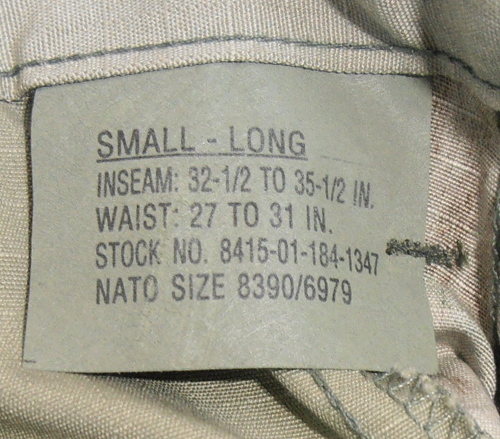 SMALL - LONG
INSEAM: 32-1/2 TO 35-1/2 IN.
WAIST: 27 TO 31 IN.
STOCK NO. 8415-01-184-1347
NATO SIZE 8390/6979